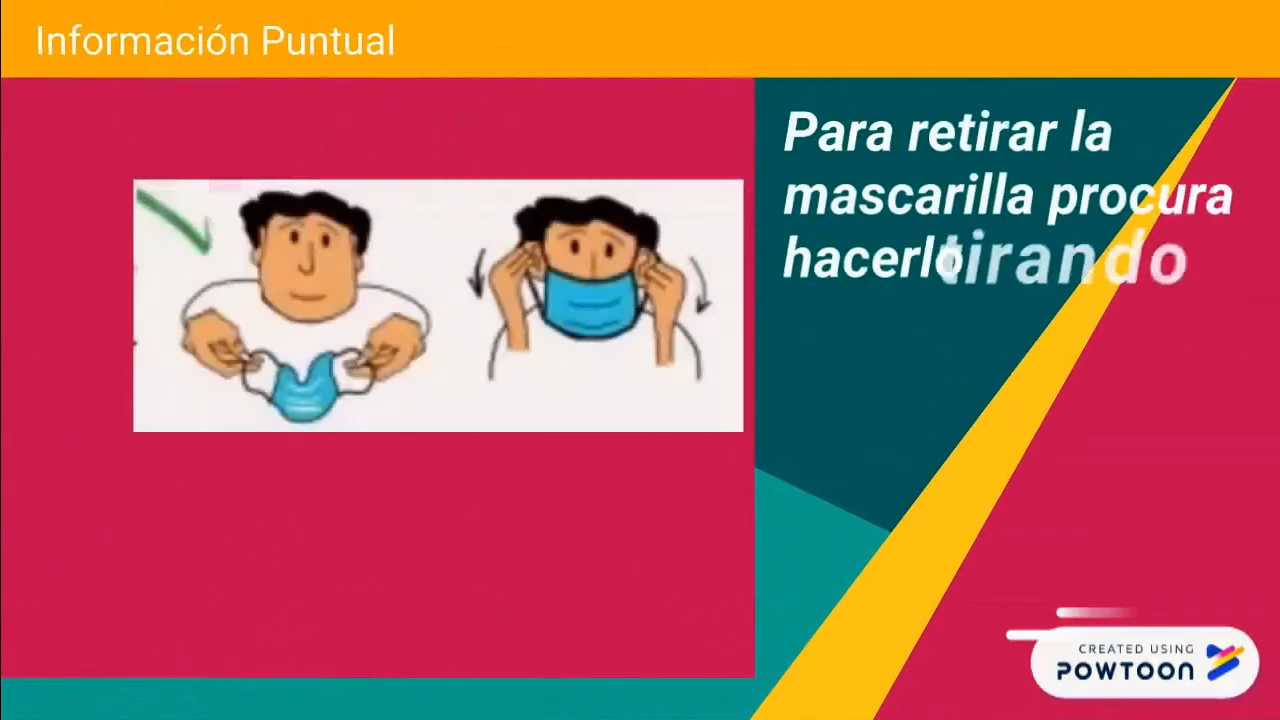 Información Puntual
Para retirar la
mascarilla procura
hacerlo tirando
CREATED USING
POWTOON